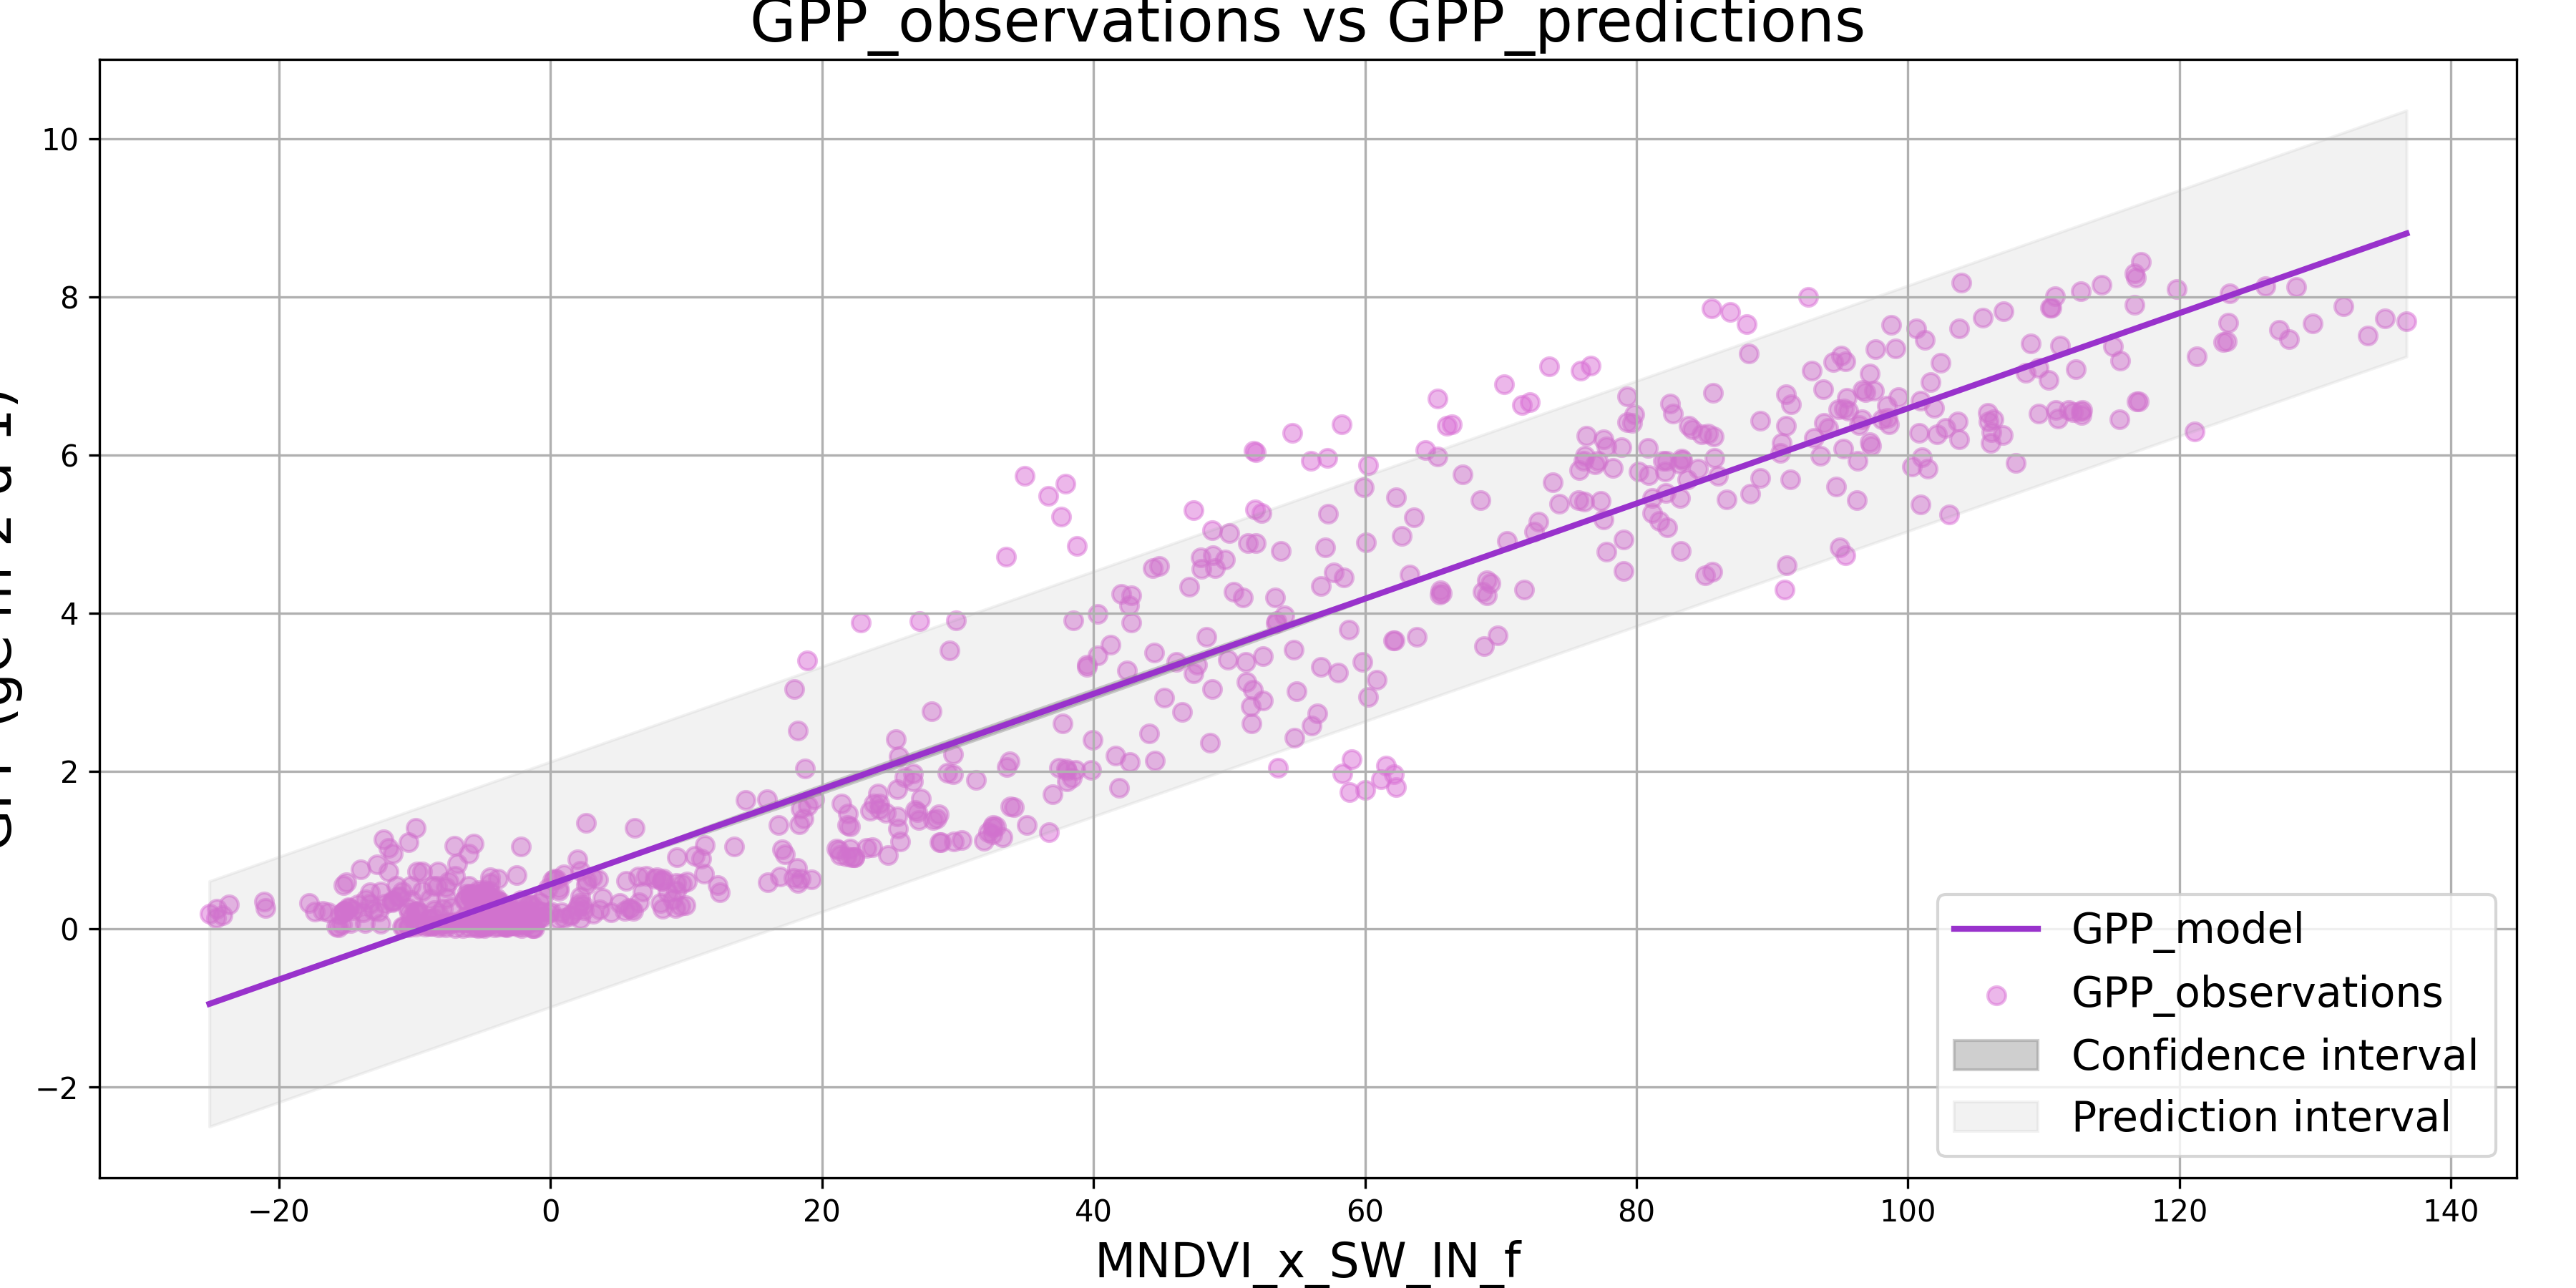 GPP_observations vs GPP_predictions
10
8
6
4
2
0
−2
−20 0 20 40 60 80 100 120 140
MNDVI_x_SW_IN_f
GPP_model
GPP_observations
Confidence interval
Prediction interval